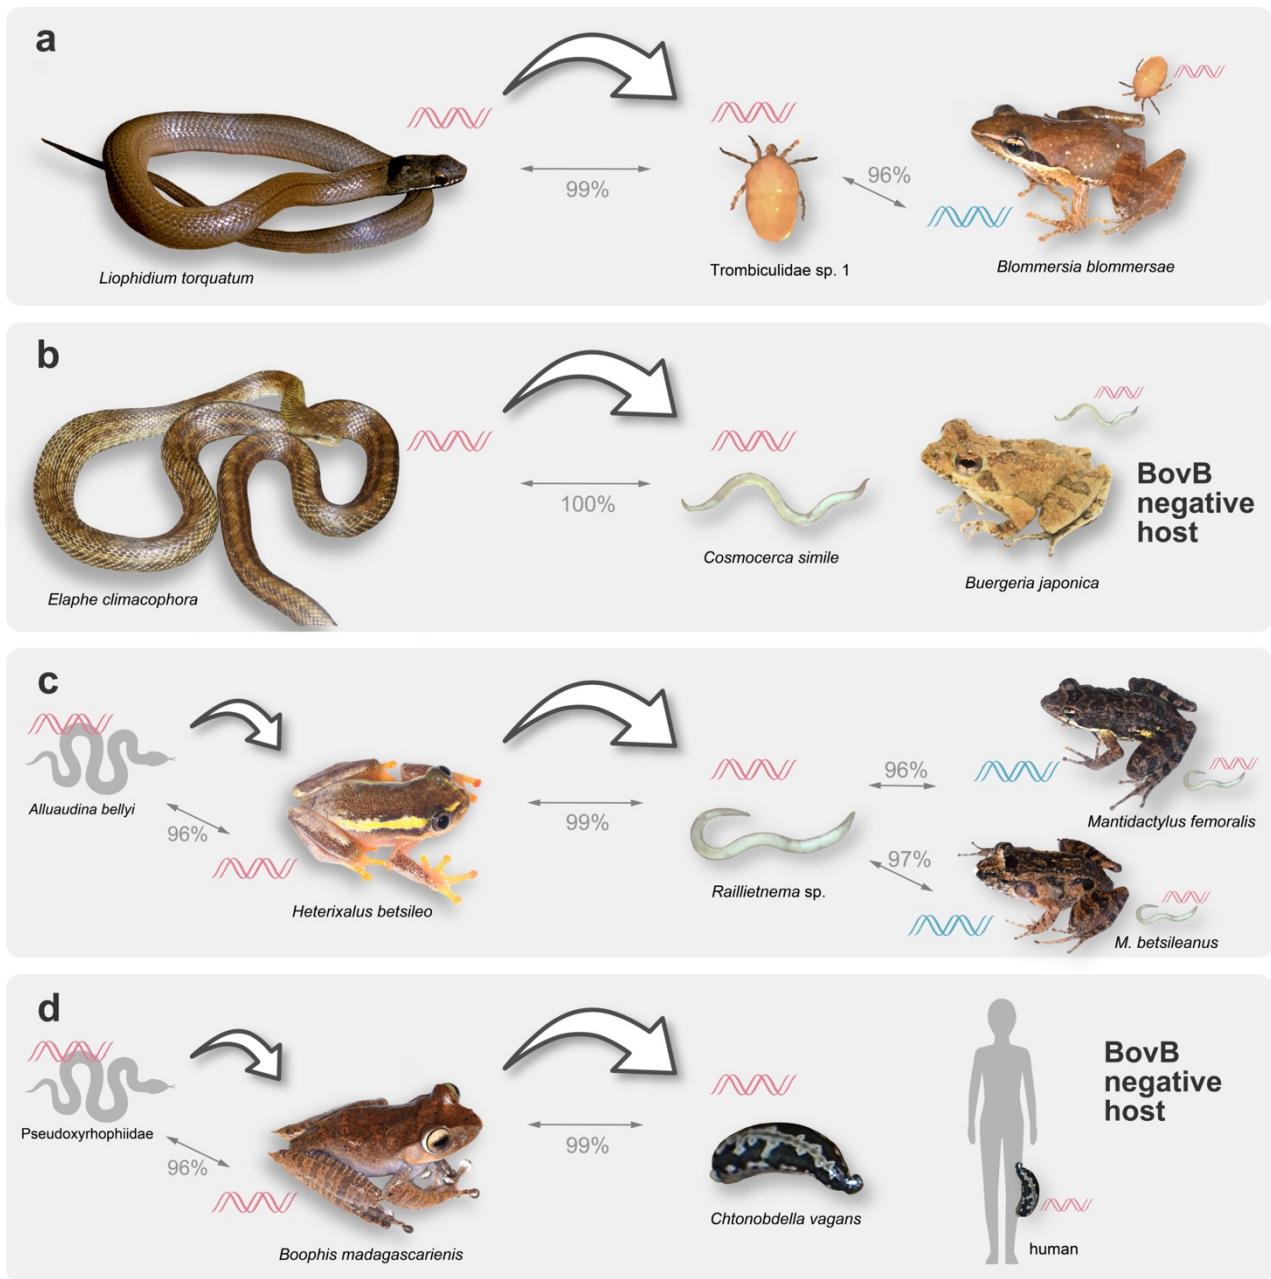 a
99%
96%
Liophidium torquatum
Trombiculidae sp. 1
Blommersia blommersae
b
100%
BovB
negative
host
Elaphe climacophora
Cosmocerca simile
Buergeria japonica
c
Alluaudina bellyi
96%
99%
96%
97%
Mantidactylus femoralis
Heterixalus betsileo
Raillietnema sp.
M. betsileanus
d
Pseudoxyrhophiidae
96%
99%
BovB
negative
host
Boophis madagascarienis
Chtonobdella vagans
human